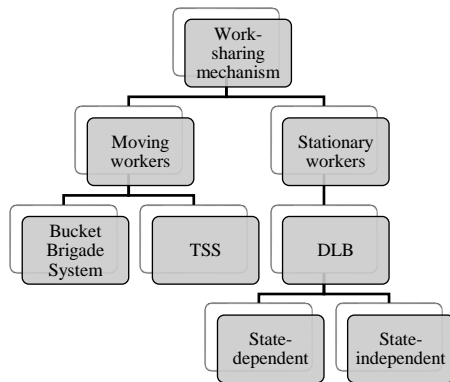 Work-
sharing
mechanism
Moving
workers
Stationary
workers
Bucket
Brigade
System
TSS
DLB
State-
dependent
State-
independent